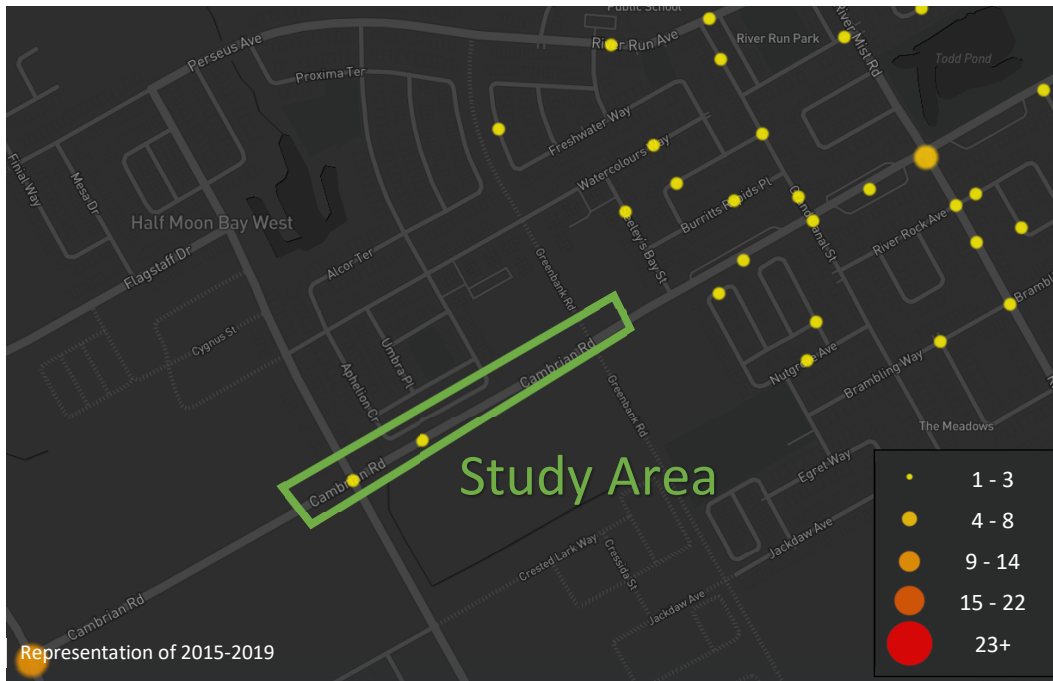 Public School
River Run Ave
River Run Park
River Mist Rd
Todd Pond
Perseus Ave
Proxima Ter
Freshwater Way
Watercolours Way
Finial Way
Mesa Dr
Half Moon Bay West
Burritts Rapids Pl
Grand Canal St
River Rock Ave
Flagstaff Dr
Alcor Ter
Greenbank Rd
Cygnus St
Umbra Pl
Aphelion Cr
Cambrian Rd
Greenbank Rd
Nutgrove Ave
Brambling Way
The Meadows
Study Area
Cambrian Rd
Egret Way
Jackdaw Ave
Crested Lark Way
Cressida St
Jackdaw Ave
Cambrian Rd
Representation of 2015-2019
1 - 3
4 - 8
9 - 14
15 - 22
23+